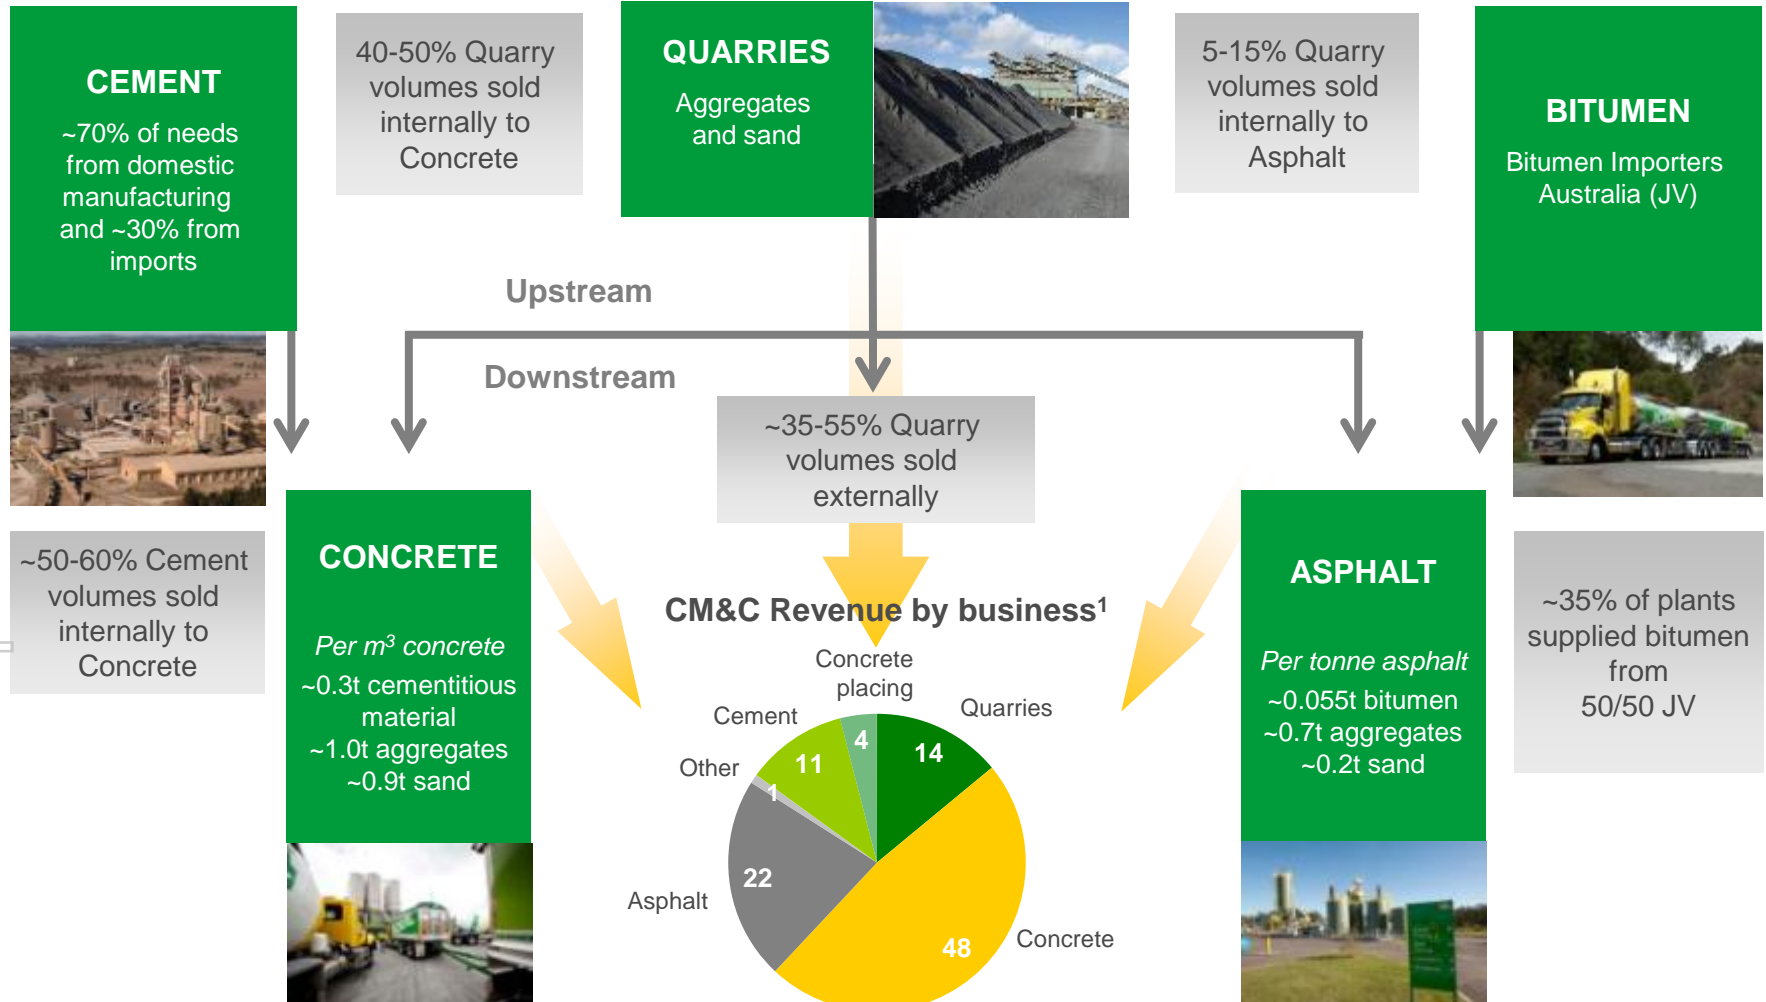 CEMENT
~70% of needs
from domestic
manufacturing
and ~30% from
imports
40-50% Quarry
volumes sold
internally to
Concrete
QUARRIES
Aggregates
and sand
5-15% Quarry
volumes sold
internally to
Asphalt
BITUMEN
Bitumen Importers
Australia (JV)
Upstream
Downstream
~35-55% Quarry
volumes sold
externally
~50-60% Cement
volumes sold
internally to
Concrete
CONCRETE
Per m³ concrete
~0.3t cementitious
material
~1.0t aggregates
~0.9t sand
CM&C Revenue by business¹
Concrete
placing
Quarries
Cement
Other
Asphalt
Concrete
4
14
11
1
22
48
ASPHALT
Per tonne asphalt
~0.055t bitumen
~0.7t aggregates
~0.2t sand
~35% of plants
supplied bitumen
from
50/50 JV